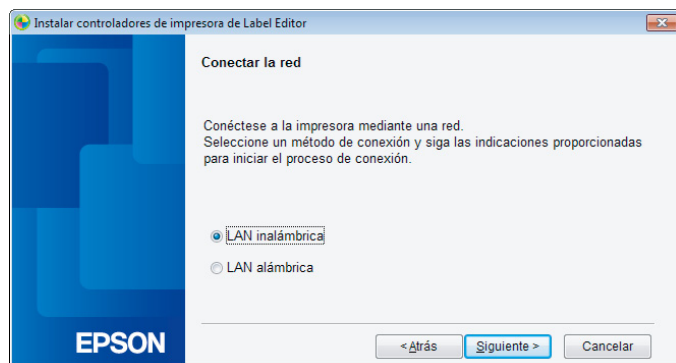 Instalar controladores de impresora de Label Editor
Conectar la red
Conéctese a la impresora mediante una red.
Seleccione un método de conexión y siga las indicaciones proporcionadas
para iniciar el proceso de conexión.
LAN inalámbrica
LAN alámbrica
EPSON
< Atrás
Siguiente >
Cancelar